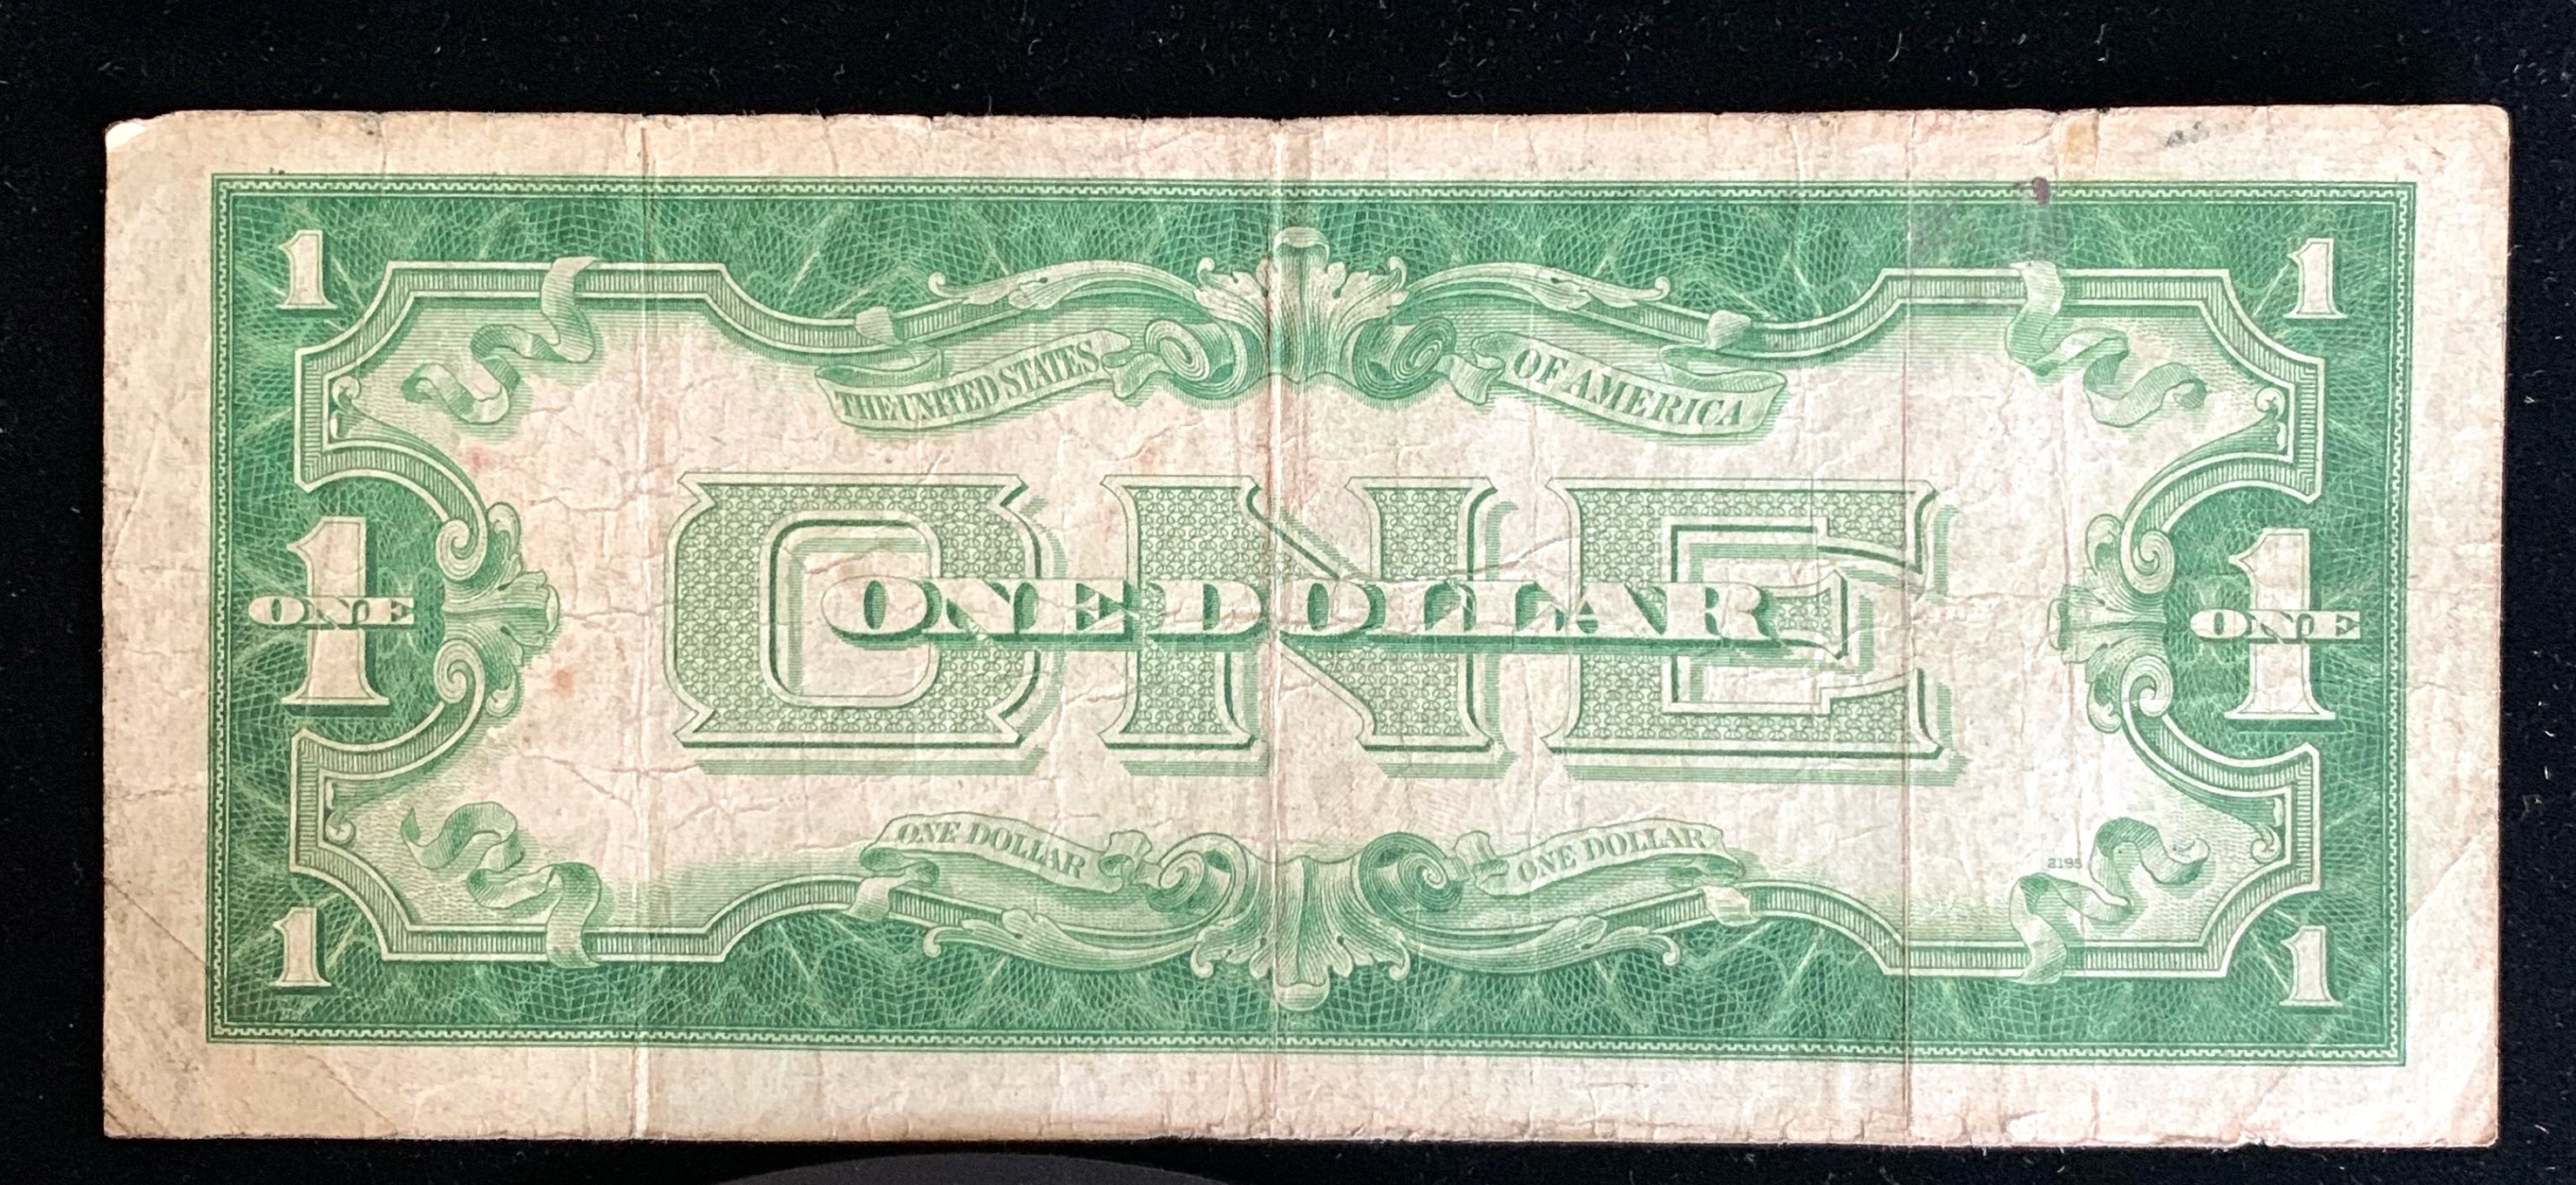 1 1
THE UNITED STATES OF AMERICA
ONE
1 ONE ONE DOLLAR 1 ONE
ONE DOLLAR ONE DOLLAR
2195
1 1